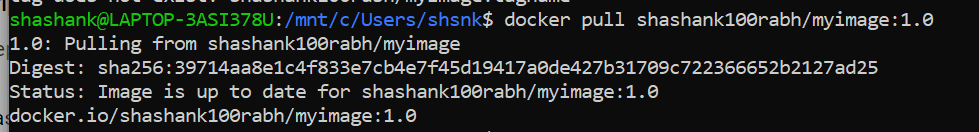 shashank@LAPTOP-3ASI378U:/mnt/c/Users/shsnk$ docker pull shashank100rabh/myimage:1.0
1.0: Pulling from shashank100rabh/myimage
Digest: sha256:39714aa8e1c4f833e7cb4e7f45d19417a0de427b31709c722366652b2127ad25
Status: Image is up to date for shashank100rabh/myimage:1.0
docker.io/shashank100rabh/myimage:1.0